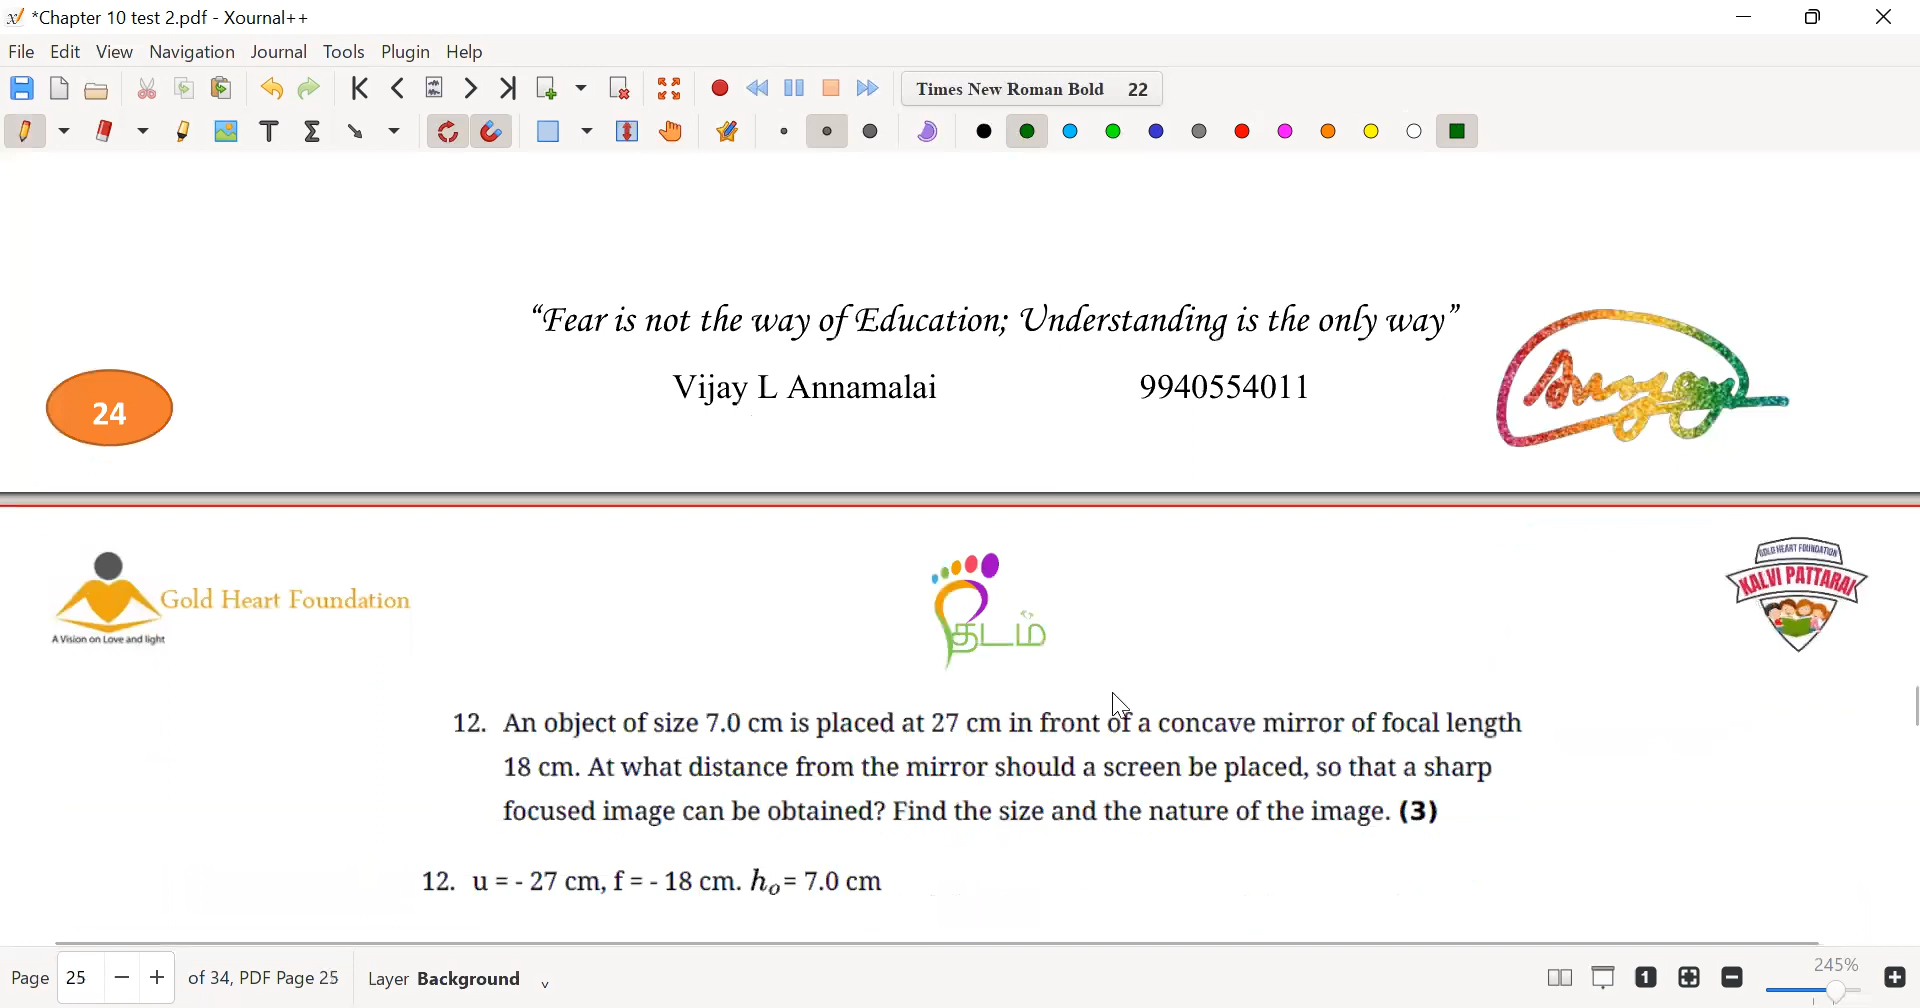 *Chapter 10 test 2.pdf - Xournal++
File Edit View Navigation Journal Tools Plugin Help
Times New Roman Bold 22
“Fear is not the way of Education; Understanding is the only way”
Vijay L Annamalai 9940554011
24
Gold Heart Foundation
A Vision on Love and light
தடம்
GOLD HEART FOUNDATION
KALVI PATTARAI
12. An object of size 7.0 cm is placed at 27 cm in front of a concave mirror of focal length
18 cm. At what distance from the mirror should a screen be placed, so that a sharp
focused image can be obtained? Find the size and the nature of the image. (3)
12. u = - 27 cm, f = - 18 cm. hₒ = 7.0 cm
Page 25 of 34, PDF Page 25 Layer Background 245%